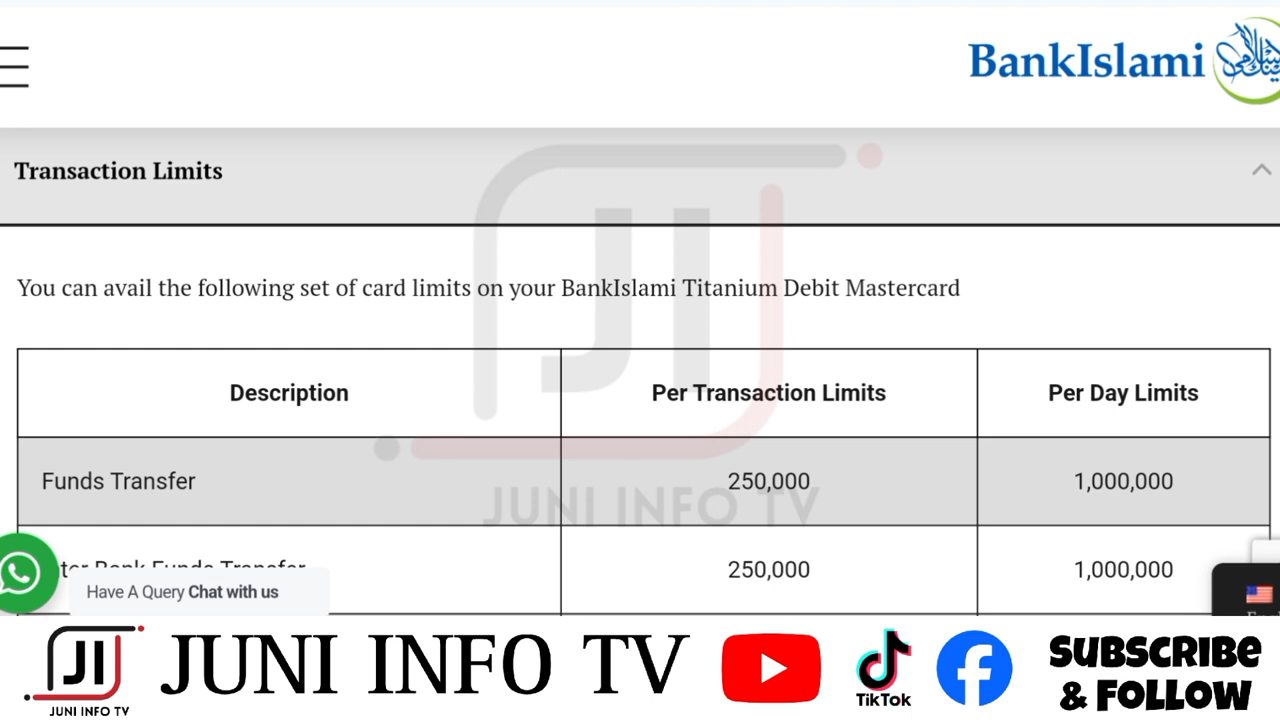 BankIslami
Transaction Limits
You can avail the following set of card limits on your BankIslami Titanium Debit Mastercard
Description Per Transaction Limits Per Day Limits
Funds Transfer 250,000 1,000,000
JUNI INFO TV
Funds Transfer 250,000 1,000,000
Have A Query Chat with us
JI JUNI INFO TV SUBSCRIBE
& FOLLOW
TikTok
JUNI INFO TV